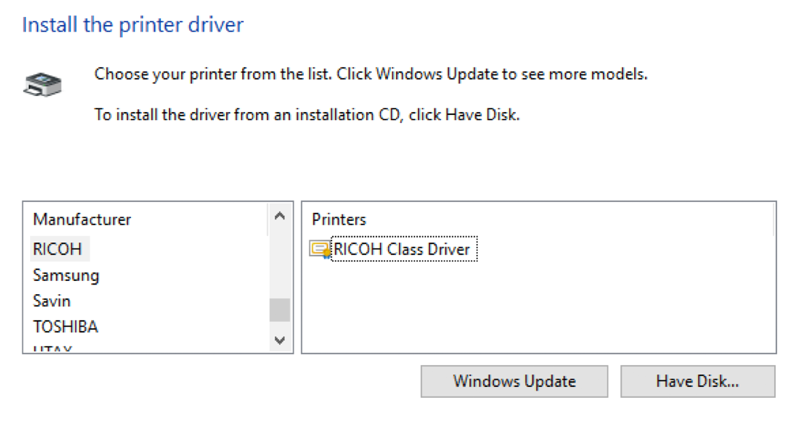 Install the printer driver
Choose your printer from the list. Click Windows Update to see more models.
To install the driver from an installation CD, click Have Disk.
Manufacturer
RICOH
Samsung
Savin
TOSHIBA
UTAX
Printers
RICOH Class Driver
Windows Update
Have Disk...